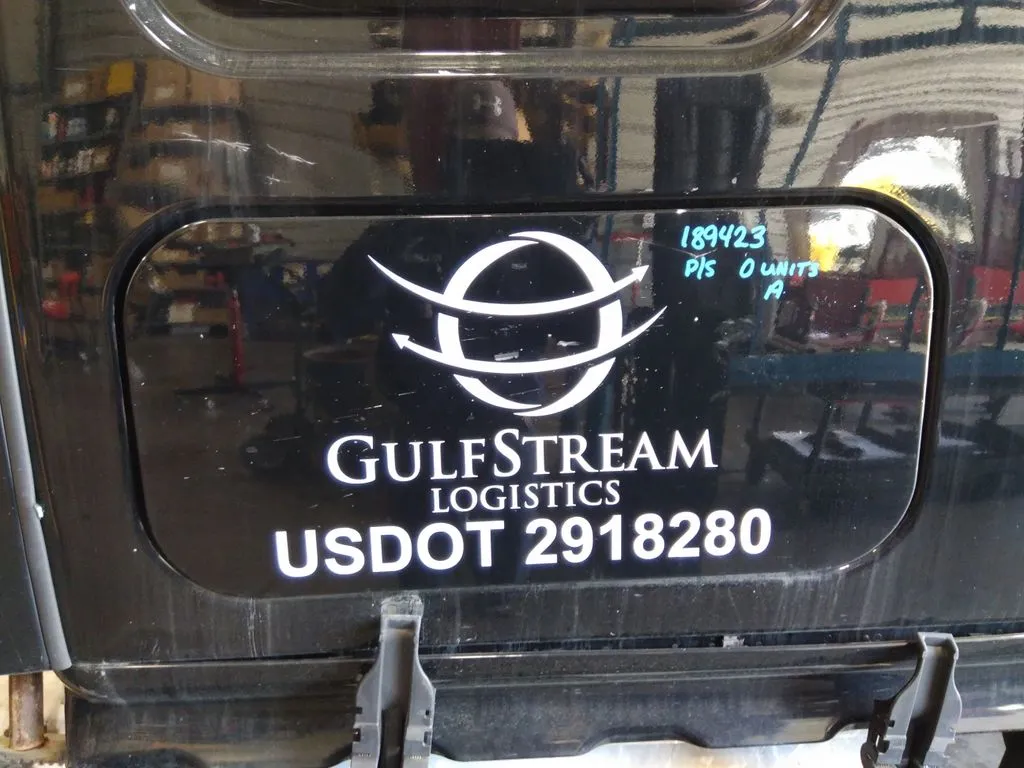 189423
P/S 0 UNITS
A
GULFSTREAM
LOGISTICS
USDOT 2918280